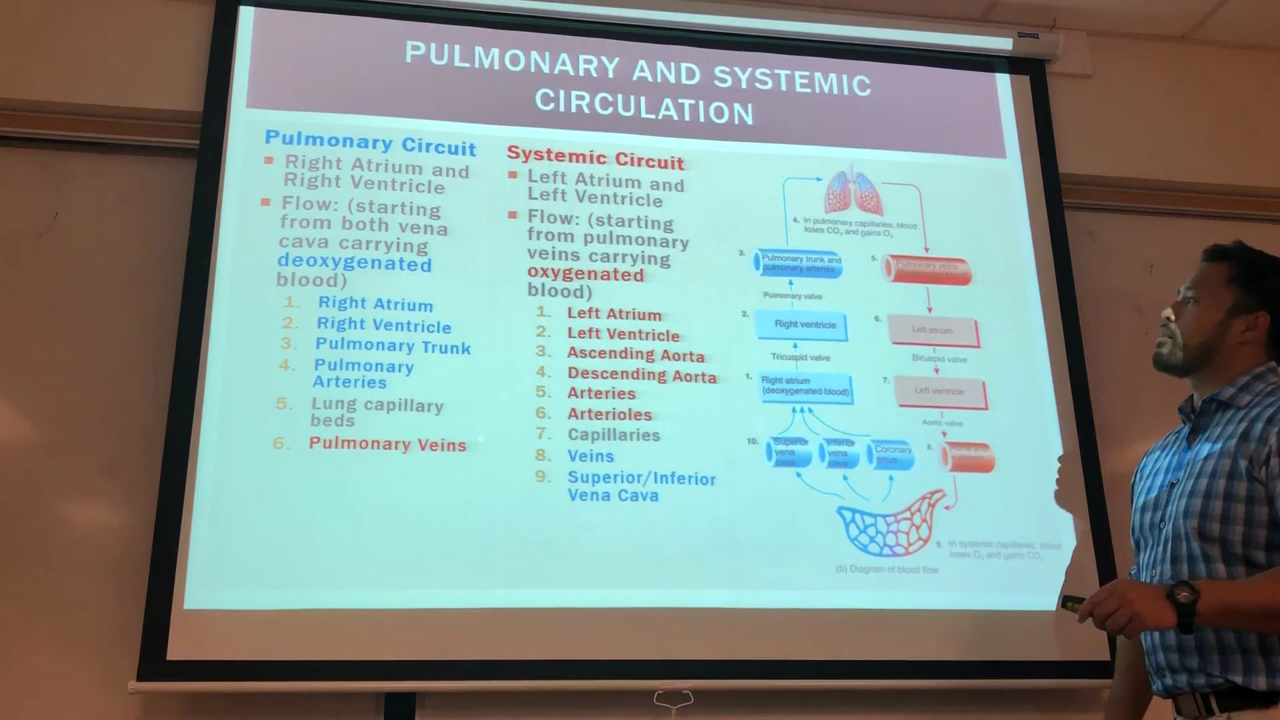 PULMONARY AND SYSTEMIC
CIRCULATION
Pulmonary Circuit
Right Atrium and
Right Ventricle
Flow: (starting
from both vena
cava carrying
deoxygenated
blood)
1. Right Atrium
2. Right Ventricle
3. Pulmonary Trunk
4. Pulmonary
Arteries
5. Lung capillary
beds
6. Pulmonary Veins
Systemic Circuit
Left Atrium and
Left Ventricle
Flow: (starting
from pulmonary
veins carrying
oxygenated
blood)
1. Left Atrium
2. Left Ventricle
3. Ascending Aorta
4. Descending Aorta
5. Arteries
6. Arterioles
7. Capillaries
8. Veins
9. Superior/Inferior
Vena Cava
4. In pulmonary capillaries, blood
loses CO2 and gains O2
3. Pulmonary trunk and
pulmonary arteries
5. Pulmonary veins
Pulmonary valve
2. Right ventricle
6. Left atrium
Tricuspid valve
Bicuspid valve
1. Right atrium
(deoxygenated blood)
7. Left ventricle
Aortic valve
10. Superior
vena
cava
Inferior
vena
cava
Coronary
sinus
8.
9. In systemic capillaries, blood
loses O2 and gains CO2
(b) Diagram of blood flow